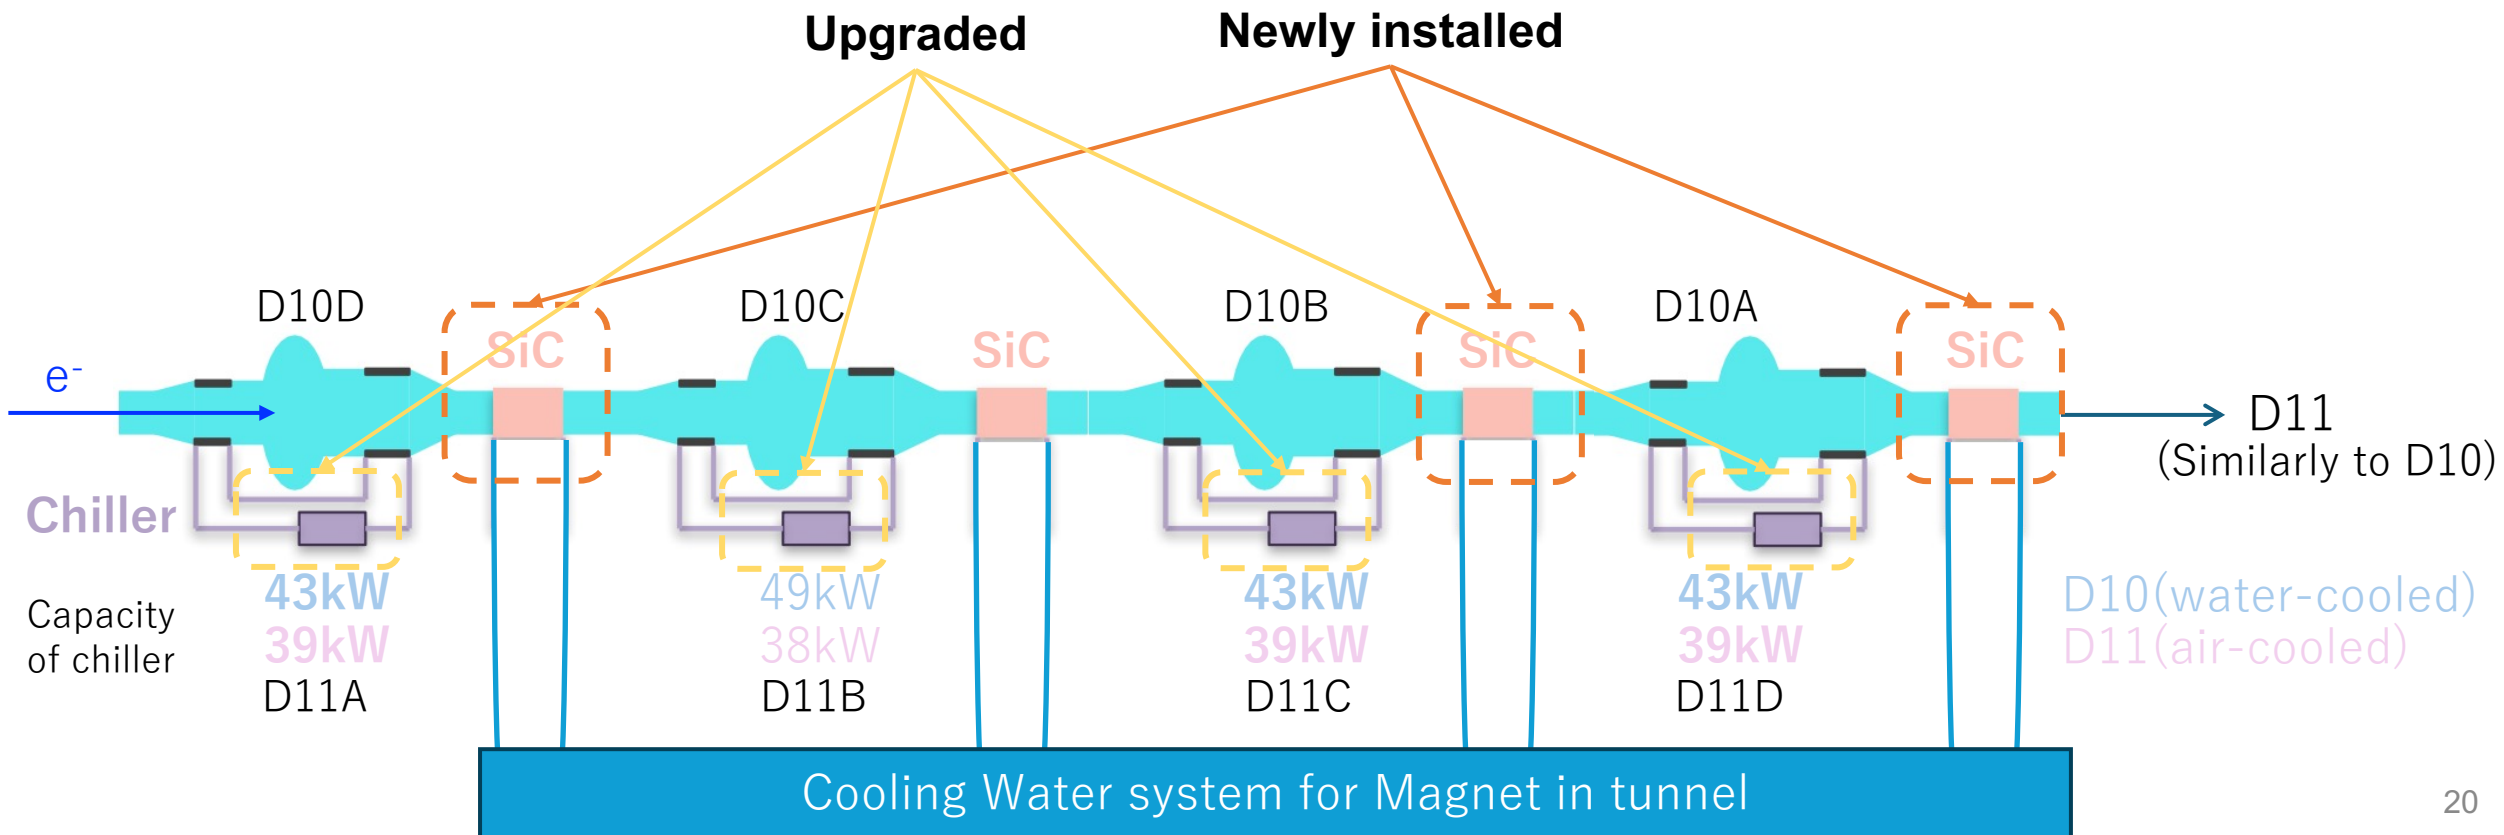 Upgraded
Newly installed
D10D
D10C
D10B
D10A
SiC
SiC
SiC
SiC
e-
D11
(Similarly to D10)
Chiller
Capacity
of chiller
43kW
49kW
43kW
43kW
D10(water-cooled)
39kW
38kW
39kW
39kW
D11(air-cooled)
D11A
D11B
D11C
D11D
Cooling Water system for Magnet in tunnel
20